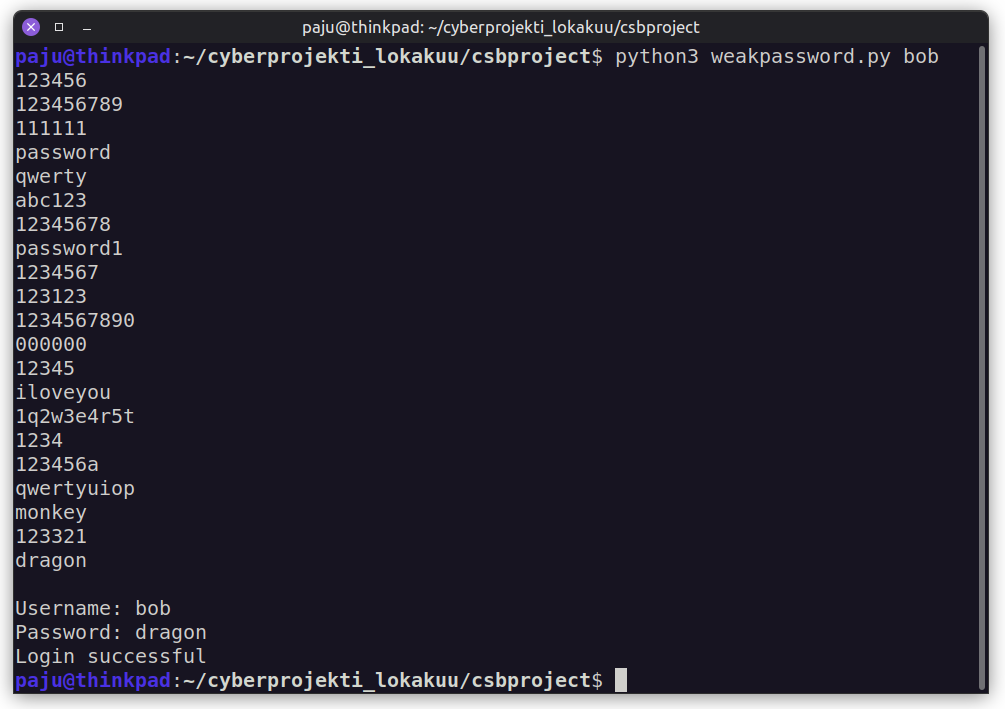 paju@thinkpad: ~/cyberprojekti_lokakuu/csbproject
paju@thinkpad:~/cyberprojekti_lokakuu/csbproject$ python3 weakpassword.py bob
123456
123456789
111111
password
qwerty
abc123
12345678
password1
1234567
123123
1234567890
000000
12345
iloveyou
1q2w3e4r5t
1234
123456a
qwertyuiop
monkey
123321
dragon

Username: bob
Password: dragon
Login successful
paju@thinkpad:~/cyberprojekti_lokakuu/csbproject$